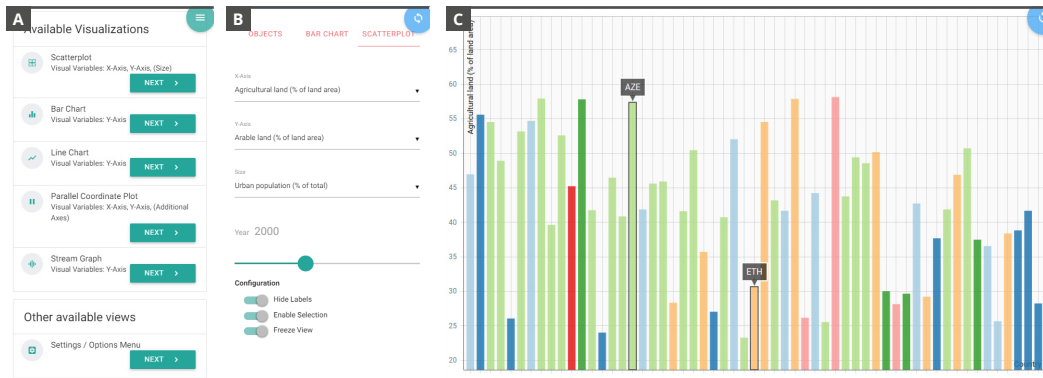 A
Available Visualizations
Scatterplot
Visual Variables: X-Axis, Y-Axis, (Size)
NEXT
Bar Chart
Visual Variables: Y-Axis
NEXT
Line Chart
Visual Variables: Y-Axis
NEXT
Parallel Coordinate Plot
Visual Variables: X-Axis, Y-Axis, (Additional
Axes)
NEXT
Stream Graph
Visual Variables: Y-Axis
NEXT
Other available views
Settings / Options Menu
NEXT
B
OBJECTS BAR CHART SCATTERPLOT
X-Axis
Agricultural land (% of land area)
Y-Axis
Arable land (% of land area)
Size
Urban population (% of total)
Year 2000
Configuration
Hide Labels
Enable Selection
Freeze View
C
Agricultural land (% of land area)
65
60
55
50
45
40
35
30
25
20
AZE
ETH
Country